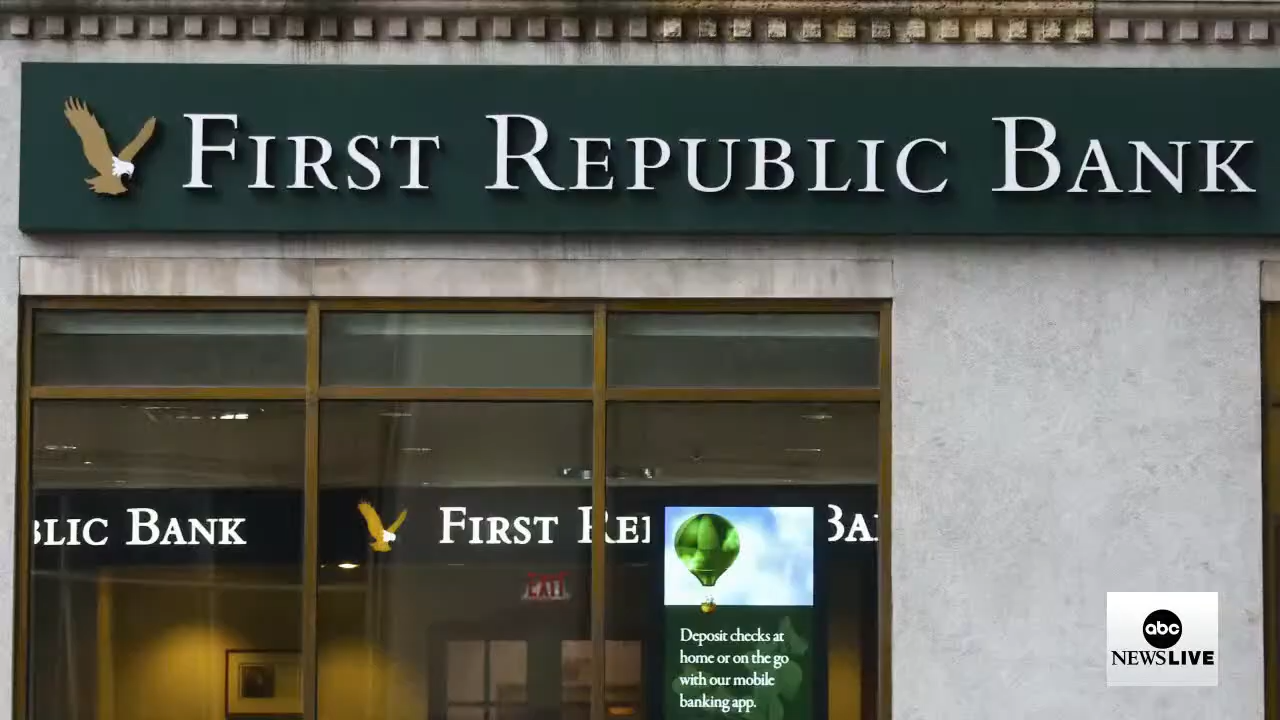 FIRST REPUBLIC BANK
BLIC BANK
FIRST RE
BA
EXIT
Deposit checks at
home or on the go
with our mobile
banking app.
abc
NEWS LIVE